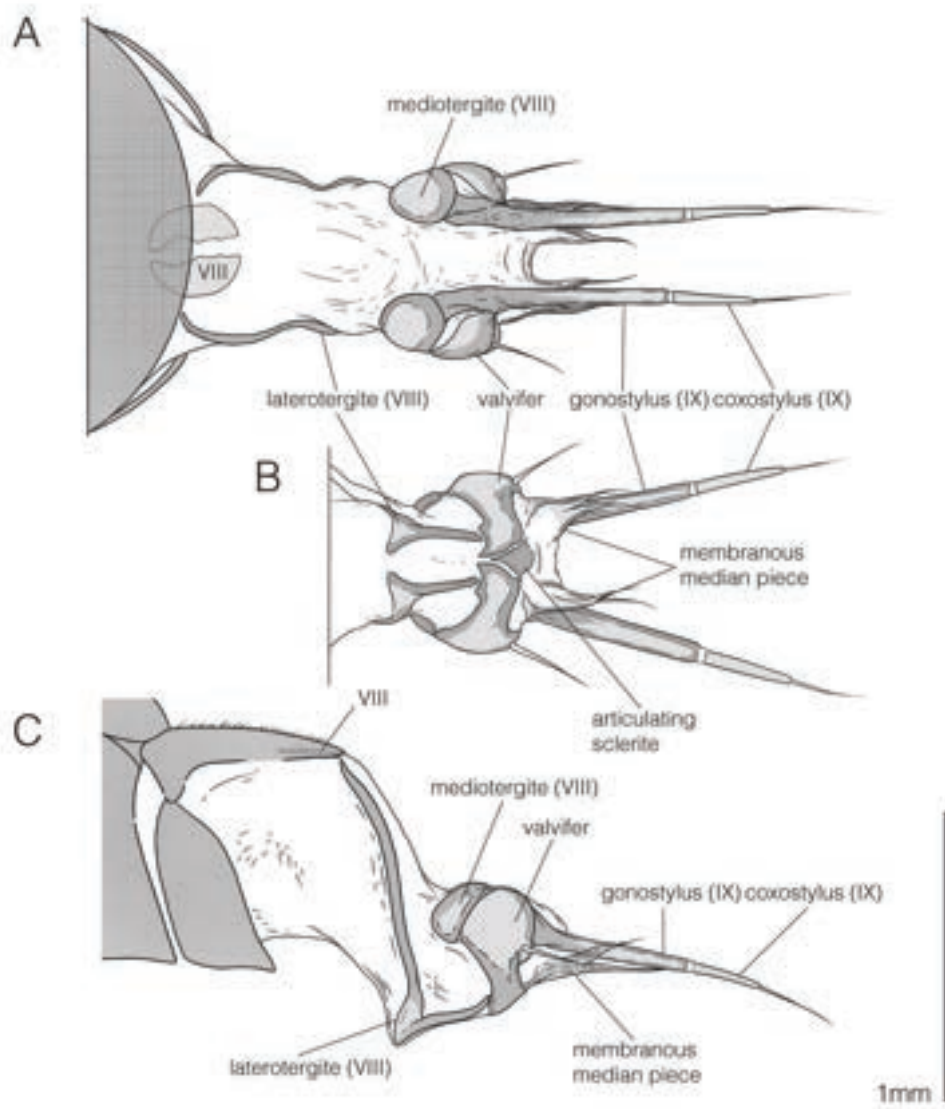 A
mediotergite (VIII)
VIII
laterotergite (VIII) valvifer gonostylus (IX) coxostylus (IX)
B
membranous
median piece
articulating
sclerite
C
VIII
mediotergite (VIII)
valvifer
gonostylus (IX) coxostylus (IX)
laterotergite (VIII)
membranous
median piece
1mm